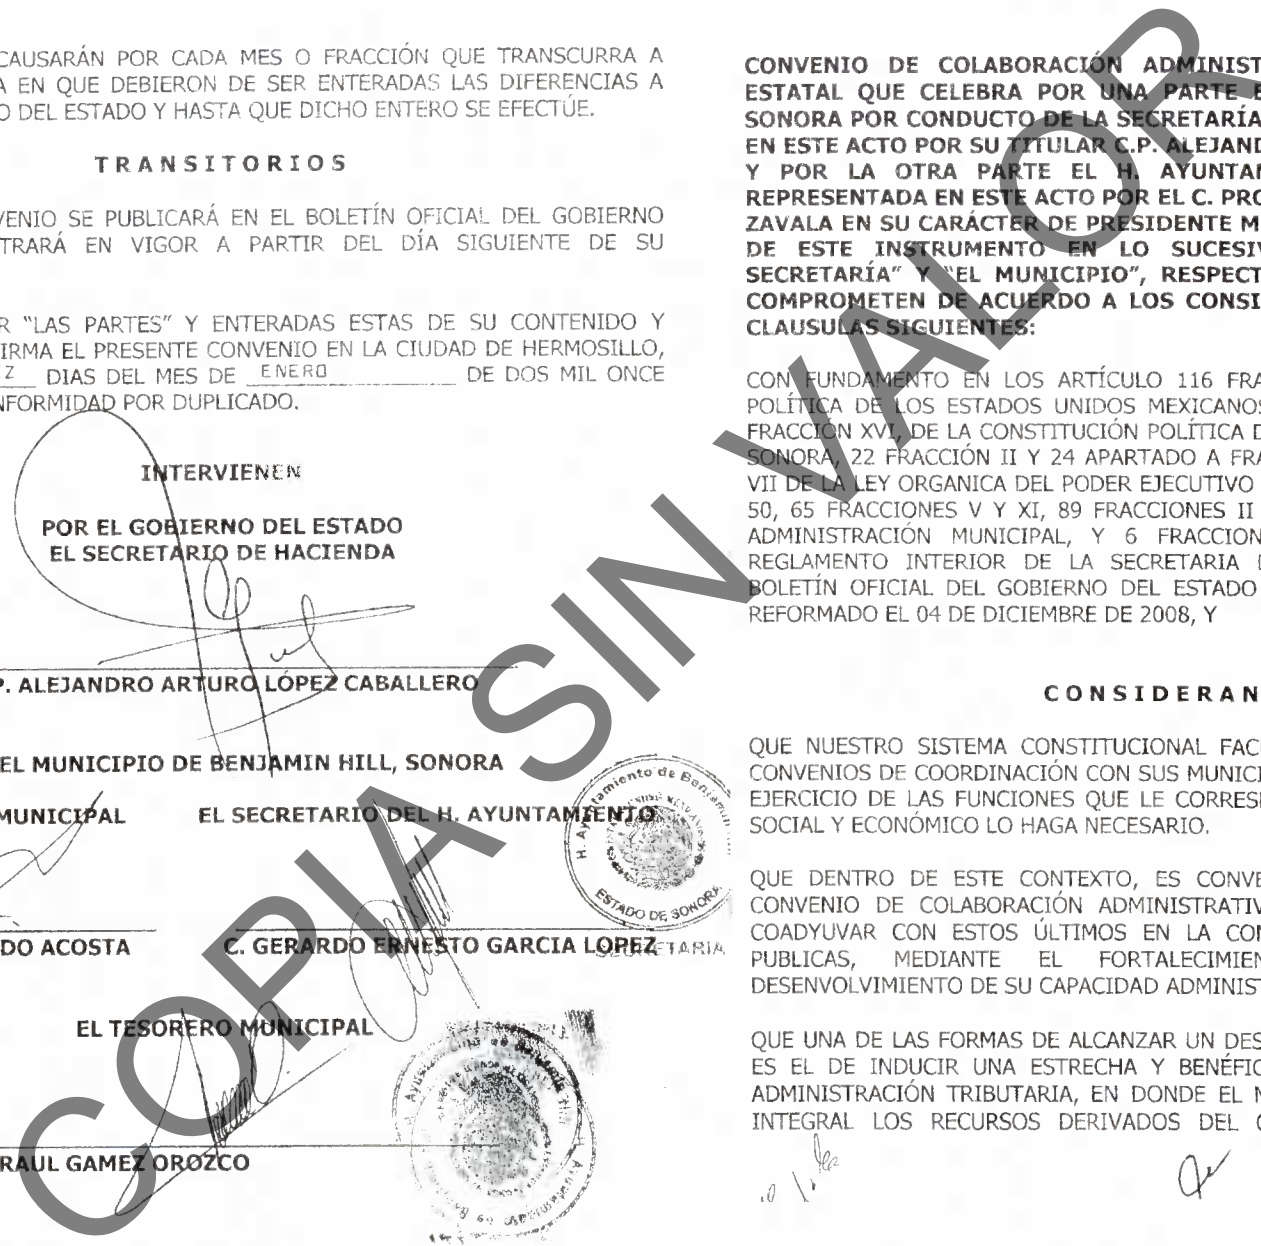 CAUSARÁN POR CADA MES O FRACCIÓN QUE TRANSCURRA A
A EN QUE DEBIERON DE SER ENTERADAS LAS DIFERENCIAS A
O DEL ESTADO Y HASTA QUE DICHO ENTERO SE EFECTÚE.
TRANSITORIOS
VENIO SE PUBLICARÁ EN EL BOLETÍN OFICIAL DEL GOBIERNO
TRARÁ EN VIGOR A PARTIR DEL DÍA SIGUIENTE DE SU
R "LAS PARTES" Y ENTERADAS ESTAS DE SU CONTENIDO Y
FIRMA EL PRESENTE CONVENIO EN LA CIUDAD DE HERMOSILLO,
Z DIAS DEL MES DE ENERO DE DOS MIL ONCE
NFORMIDAD POR DUPLICADO.
INTERVIENEN
POR EL GOBIERNO DEL ESTADO
EL SECRETARIO DE HACIENDA
P. ALEJANDRO ARTURO LÓPEZ CABALLERO
EL MUNICIPIO DE BENJAMIN HILL, SONORA
MUNICIPAL EL SECRETARIO DEL H. AYUNTAMIENTO
ESTADO DE SONORA
DO ACOSTA C. GERARDO ERNESTO GARCIA LOPEZ
SECRETARIA
EL TESORERO MUNICIPAL
RAUL GAMEZ OROZCO
CONVENIO DE COLABORACIÓN ADMINIST
ESTATAL QUE CELEBRA POR UNA PARTE E
SONORA POR CONDUCTO DE LA SECRETARÍA
EN ESTE ACTO POR SU TITULAR C.P. ALEJAND
Y POR LA OTRA PARTE EL H. AYUNTAM
REPRESENTADA EN ESTE ACTO POR EL C. PRO
ZAVALA EN SU CARÁCTER DE PRESIDENTE M
DE ESTE INSTRUMENTO EN LO SUCESIV
SECRETARÍA" Y "EL MUNICIPIO", RESPECT
COMPROMETEN DE ACUERDO A LOS CONSI
CLAUSULAS SIGUIENTES:
CON FUNDAMENTO EN LOS ARTÍCULO 116 FRA
POLÍTICA DE LOS ESTADOS UNIDOS MEXICANOS
FRACCIÓN XVI, DE LA CONSTITUCIÓN POLÍTICA D
SONORA, 22 FRACCIÓN II Y 24 APARTADO A FRA
VII DE LA LEY ORGANICA DEL PODER EJECUTIVO
50, 65 FRACCIONES V Y XI, 89 FRACCIONES II
ADMINISTRACIÓN MUNICIPAL, Y 6 FRACCION
REGLAMENTO INTERIOR DE LA SECRETARIA D
BOLETÍN OFICIAL DEL GOBIERNO DEL ESTADO
REFORMADO EL 04 DE DICIEMBRE DE 2008, Y
CONSIDERAN
QUE NUESTRO SISTEMA CONSTITUCIONAL FAC
CONVENIOS DE COORDINACIÓN CON SUS MUNICI
EJERCICIO DE LAS FUNCIONES QUE LE CORRES
SOCIAL Y ECONÓMICO LO HAGA NECESARIO.
QUE DENTRO DE ESTE CONTEXTO, ES CONVE
CONVENIO DE COLABORACIÓN ADMINISTRATIV
COADYUVAR CON ESTOS ÚLTIMOS EN LA CON
PUBLICAS, MEDIANTE EL FORTALECIMIEN
DESENVOLVIMIENTO DE SU CAPACIDAD ADMINIST
QUE UNA DE LAS FORMAS DE ALCANZAR UN DES
ES EL DE INDUCIR UNA ESTRECHA Y BENÉFIC
ADMINISTRACIÓN TRIBUTARIA, EN DONDE EL M
INTEGRAL LOS RECURSOS DERIVADOS DEL C
COPIA SIN VALOR